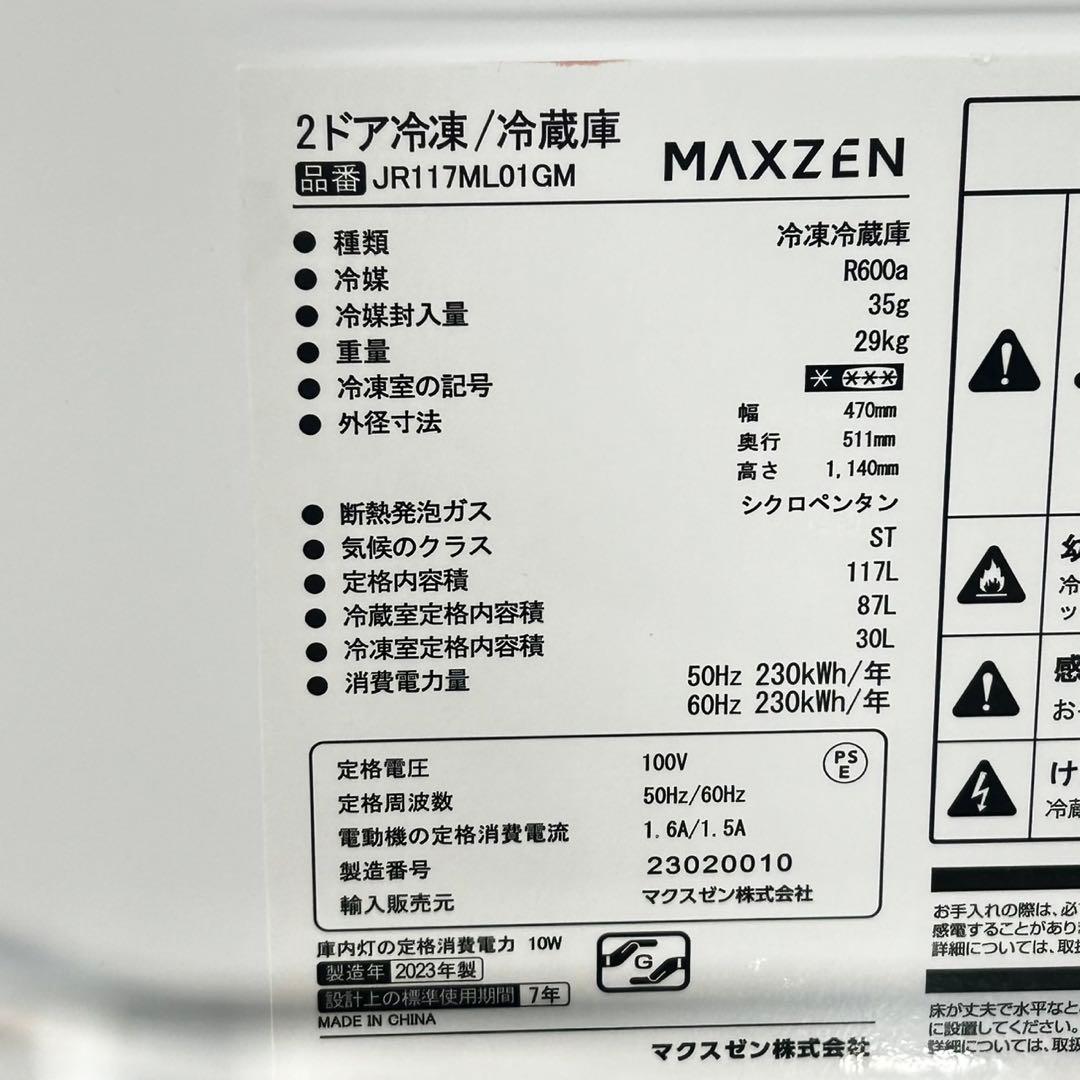 2ドア冷凍/冷蔵庫
MAXZEN
品番 JR117ML01GM
● 種類 冷凍冷蔵庫
● 冷媒 R600a
● 冷媒封入量 35g
● 重量 29kg
● 冷凍室の記号
● 外径寸法 幅 470mm
奥行 511mm
高さ 1,140mm
● 断熱発泡ガス シクロペンタン
● 気候のクラス ST
● 定格内容積 117L
● 冷蔵室定格内容積 87L
● 冷凍室定格内容積 30L
● 消費電力量 50Hz 230kWh/年
60Hz 230kWh/年
定格電圧 100V
PS
E
定格周波数 50Hz/60Hz
電動機の定格消費電流 1.6A/1.5A
製造番号 23020010
輸入販売元 マクスゼン株式会社
庫内灯の定格消費電力 10W
G
製造年 2023年製
設計上の標準使用期間 7年
MADE IN CHINA
マクスゼン株式会社
冷
ッ
感
お
け
冷蔵
お手入れの際は、必
感電することがあり
詳細については、取扱
床が丈夫で水平なと
に設置してください。
詳細については、取扱